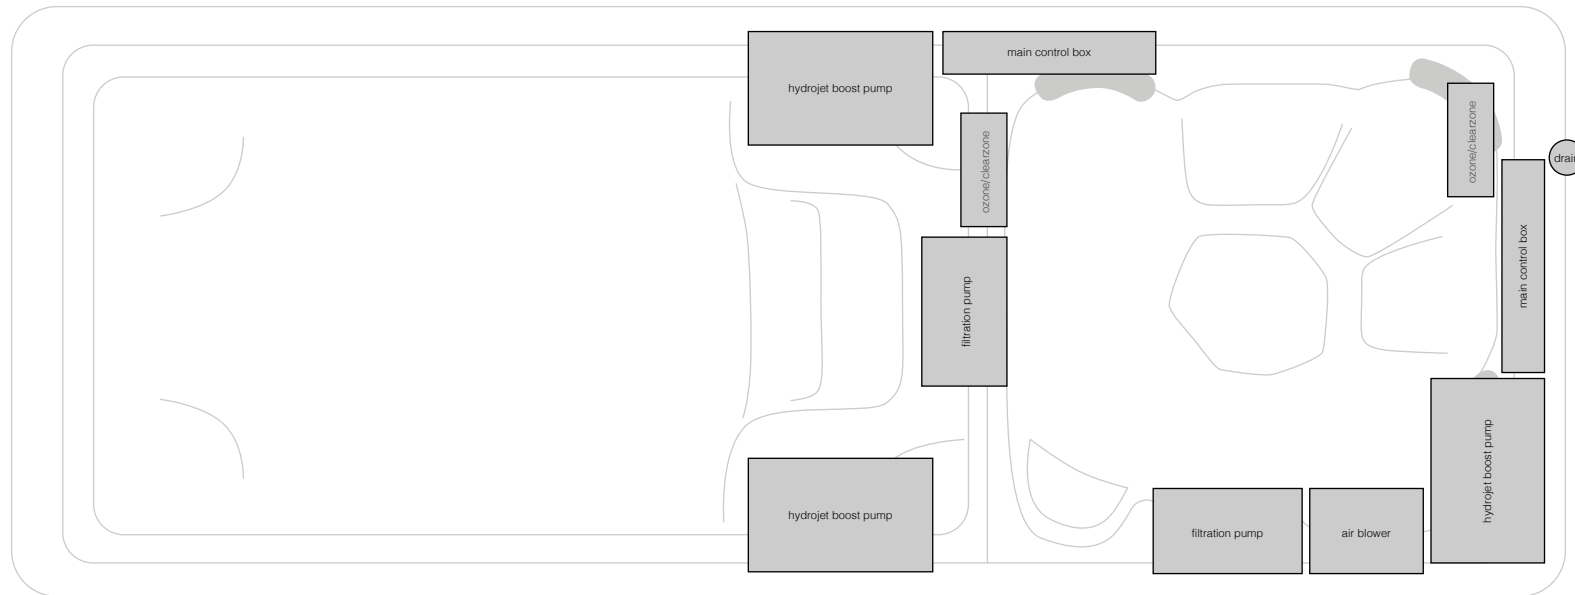 main control box
hydrojet boost pump
ozone/clearzone
ozone/clearzone
drain
main control box
filtration pump
hydrojet boost pump
hydrojet boost pump
filtration pump
air blower